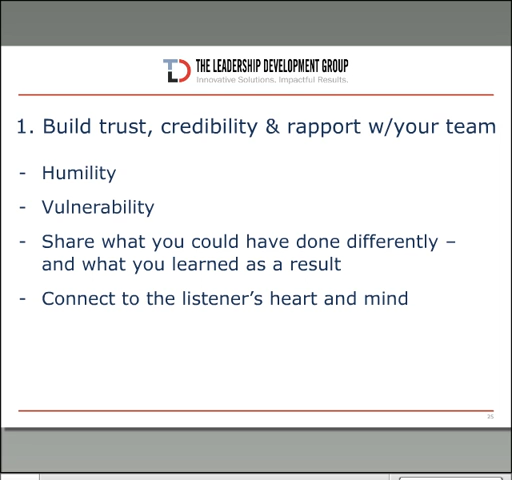 THE LEADERSHIP DEVELOPMENT GROUP
Innovative Solutions. Impactful Results.
1. Build trust, credibility & rapport w/your team
- Humility
- Vulnerability
- Share what you could have done differently –
and what you learned as a result
- Connect to the listener's heart and mind
25